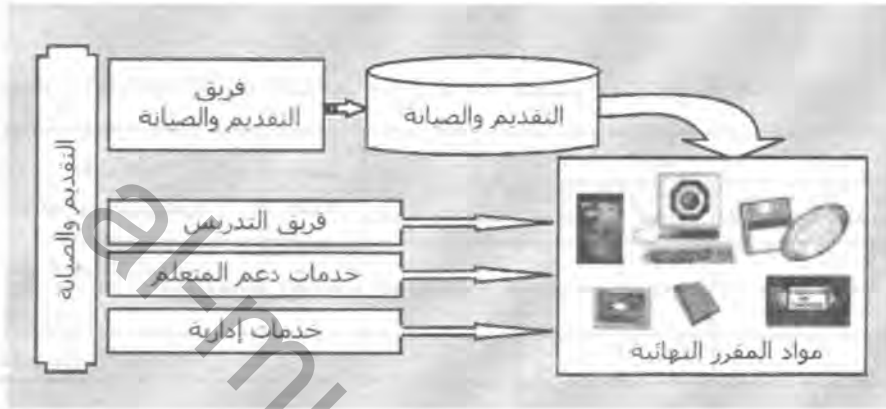 التقديم والصيانة
فريق
التقديم والصيانة
التقديم والصيانة
فريق التدريس
خدمات دعم المتعلم
خدمات إدارية
مواد المقرر النهائية